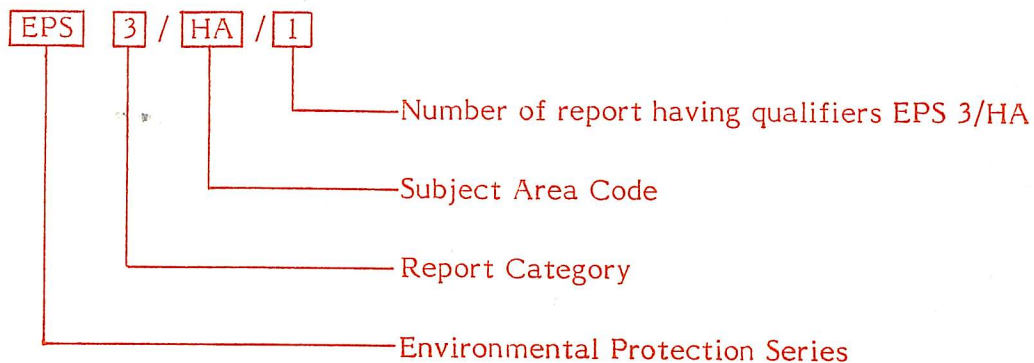 EPS 3 / HA / 1
Number of report having qualifiers EPS 3/HA
Subject Area Code
Report Category
Environmental Protection Series